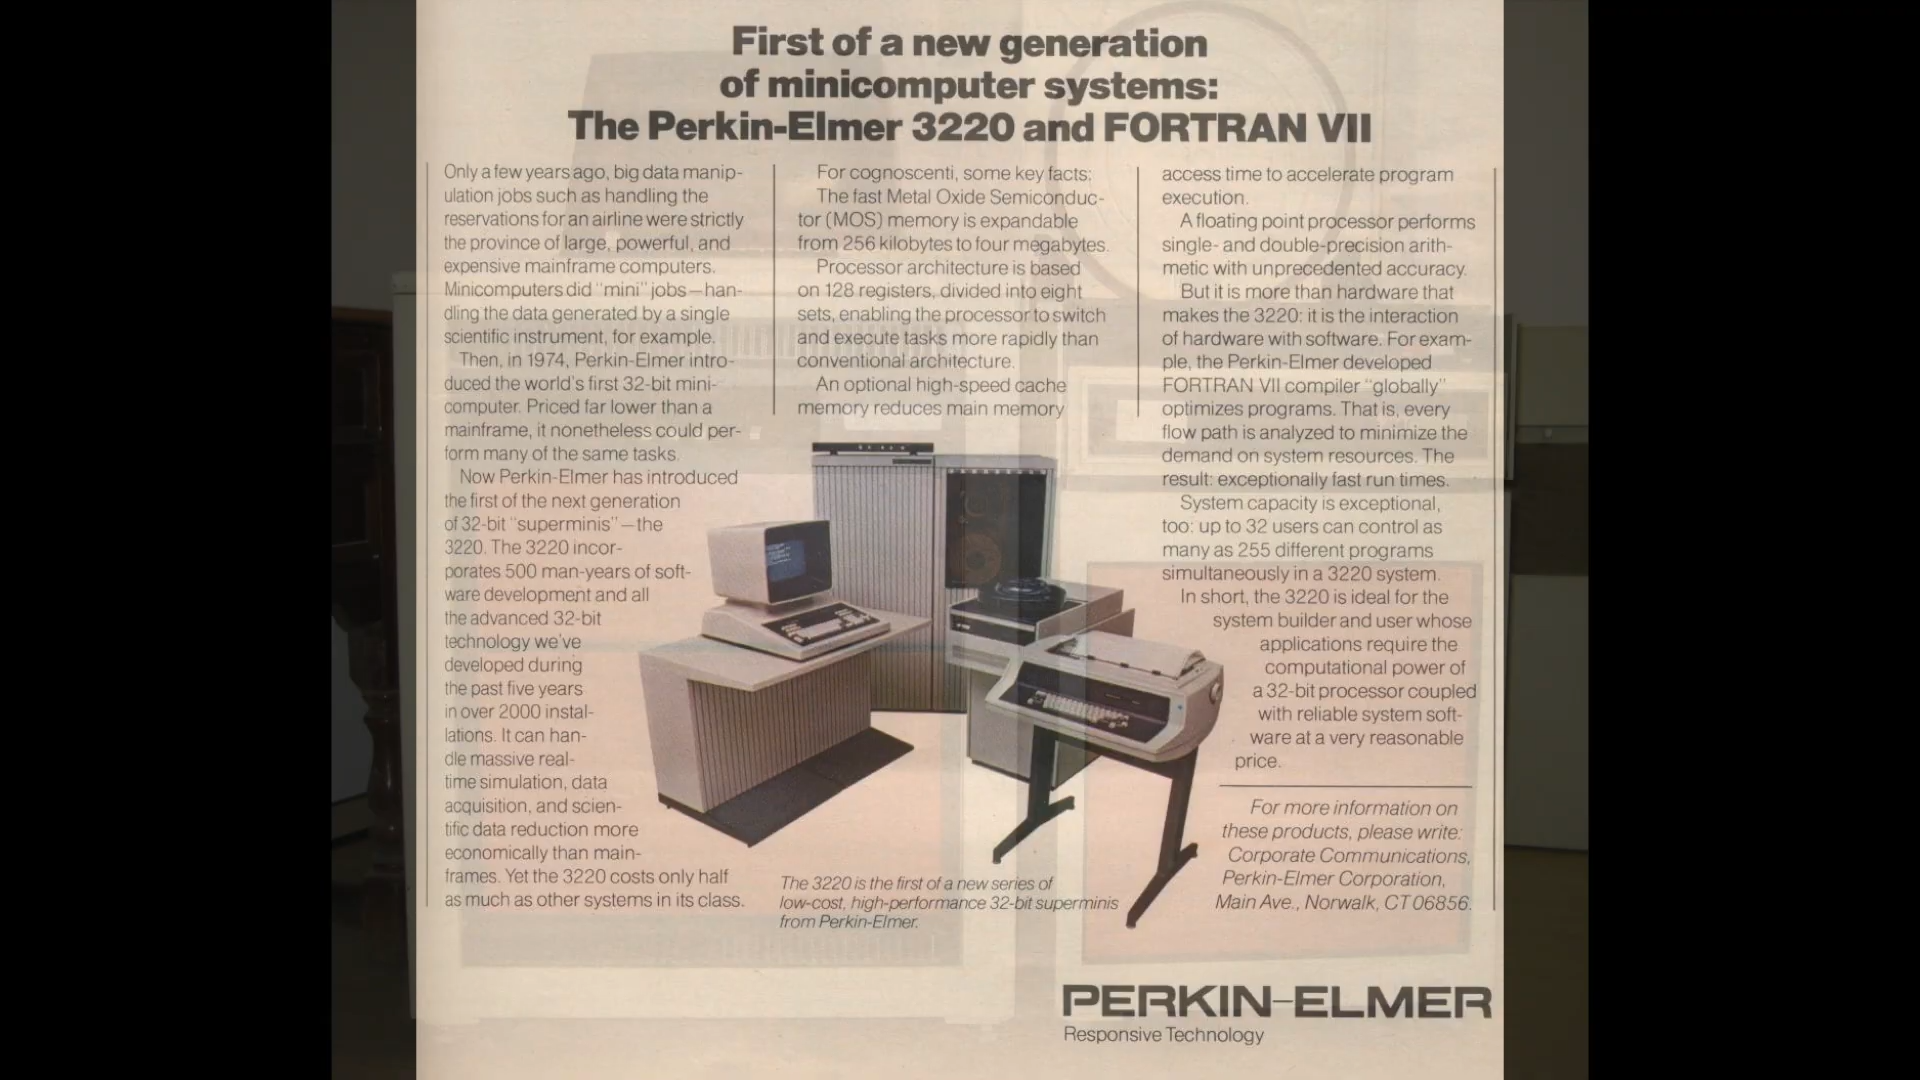 First of a new generation
of minicomputer systems:
The Perkin-Elmer 3220 and FORTRAN VII
Only a few years ago, big data manip-
ulation jobs such as handling the
reservations for an airline were strictly
the province of large, powerful, and
expensive mainframe computers.
Minicomputers did "mini" jobs—han-
dling the data generated by a single
scientific instrument, for example.
Then, in 1974, Perkin-Elmer intro-
duced the world's first 32-bit mini-
computer. Priced far lower than a
mainframe, it nonetheless could per-
form many of the same tasks.
Now Perkin-Elmer has introduced
the first of the next generation
of 32-bit "superminis"—the
3220. The 3220 incor-
porates 500 man-years of soft-
ware development and all
the advanced 32-bit
technology we've
developed during
the past five years
in over 2000 instal-
lations. It can han-
dle massive real-
time simulation, data
acquisition, and scien-
tific data reduction more
economically than main-
frames. Yet the 3220 costs only half
as much as other systems in its class.
For cognoscenti, some key facts:
The fast Metal Oxide Semiconduc-
tor (MOS) memory is expandable
from 256 kilobytes to four megabytes.
Processor architecture is based
on 128 registers, divided into eight
sets, enabling the processor to switch
and execute tasks more rapidly than
conventional architecture.
An optional high-speed cache
memory reduces main memory
access time to accelerate program
execution.
A floating point processor performs
single- and double-precision arith-
metic with unprecedented accuracy.
But it is more than hardware that
makes the 3220: it is the interaction
of hardware with software. For exam-
ple, the Perkin-Elmer developed
FORTRAN VII compiler "globally"
optimizes programs. That is, every
flow path is analyzed to minimize the
demand on system resources. The
result: exceptionally fast run times.
System capacity is exceptional,
too: up to 32 users can control as
many as 255 different programs
simultaneously in a 3220 system.
In short, the 3220 is ideal for the
system builder and user whose
applications require the
computational power of
a 32-bit processor coupled
with reliable system soft-
ware at a very reasonable
price.
For more information on
these products, please write:
Corporate Communications,
Perkin-Elmer Corporation,
Main Ave., Norwalk, CT 06856.
The 3220 is the first of a new series of
low-cost, high-performance 32-bit superminis
from Perkin-Elmer.
PERKIN-ELMER
Responsive Technology